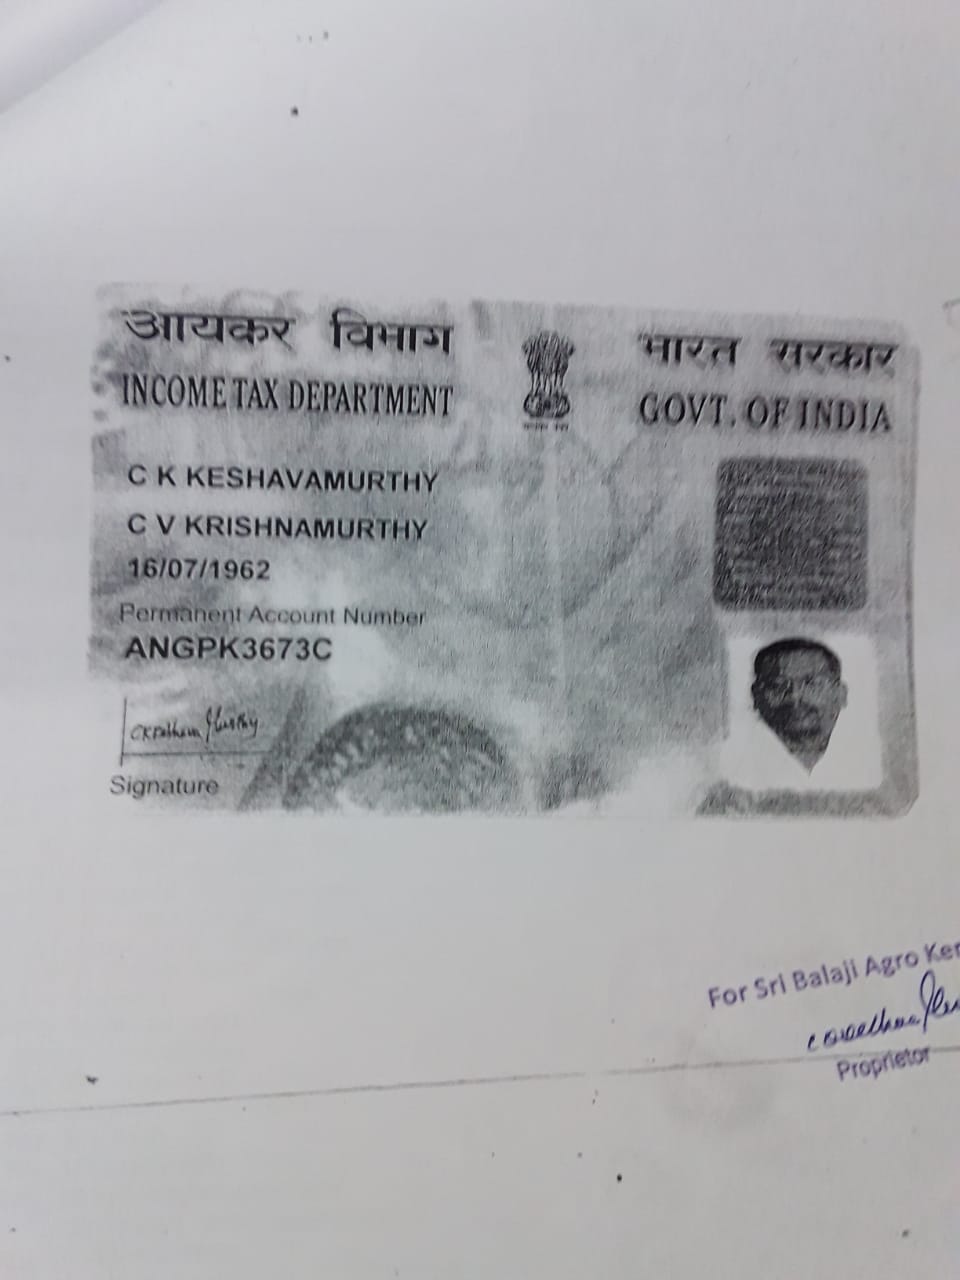 आयकर विभाग
भारत सरकार
INCOME TAX DEPARTMENT
GOVT. OF INDIA
C K KESHAVAMURTHY
C V KRISHNAMURTHY
16/07/1962
Permanent Account Number
ANGPK3673C
Signature
For Sri Balaji Agro Ker
Proprietor